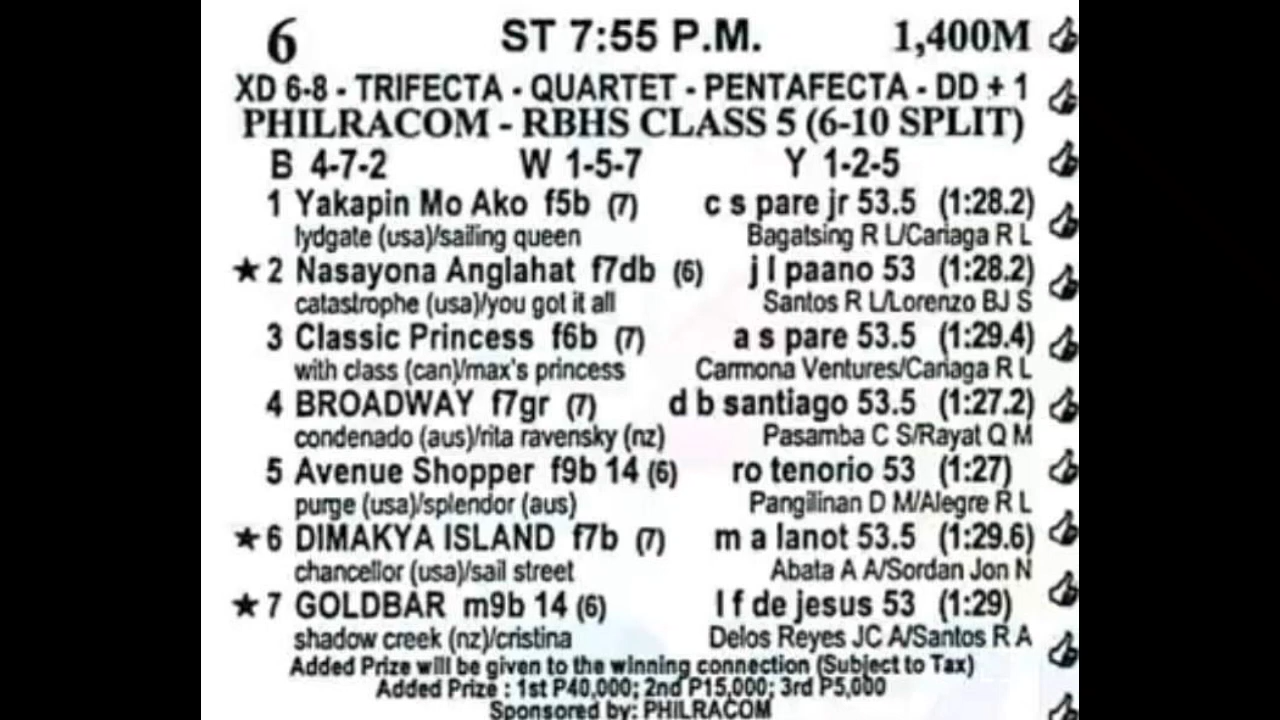 6 ST 7:55 P.M. 1,400M
XD 6-8 - TRIFECTA - QUARTET - PENTAFECTA - DD + 1
PHILRACOM - RBHS CLASS 5 (6-10 SPLIT)
B 4-7-2 W 1-5-7 Y 1-2-5
1 Yakapin Mo Ako f5b (7) c s pare jr 53.5 (1:28.2)
lydgate (usa)/sailing queen Bagatsing R L/Cariaga R L
★ 2 Nasayona Anglahat f7db (6) j l paano 53 (1:28.2)
catastrophe (usa)/you got it all Santos R L/Lorenzo BJ S
3 Classic Princess f6b (7) a s pare 53.5 (1:29.4)
with class (can)/max's princess Carmona Ventures/Cariaga R L
4 BROADWAY f7gr (7) d b santiago 53.5 (1:27.2)
condenado (aus)/rita ravensky (nz) Pasamba C S/Rayat Q M
5 Avenue Shopper f9b 14 (6) ro tenorio 53 (1:27)
purge (usa)/splendor (aus) Pangilinan D M/Alegre R L
★ 6 DIMAKYA ISLAND f7b (7) m a lanot 53.5 (1:29.6)
chancellor (usa)/sail street Abata A A/Sordan Jon N
★ 7 GOLDBAR m9b 14 (6) l f de jesus 53 (1:29)
shadow creek (nz)/cristina Delos Reyes JC A/Santos R A
Added Prize will be given to the winning connection (Subject to Tax)
Added Prize : 1st P40,000; 2nd P15,000; 3rd P5,000
Sponsored by: PHILRACOM